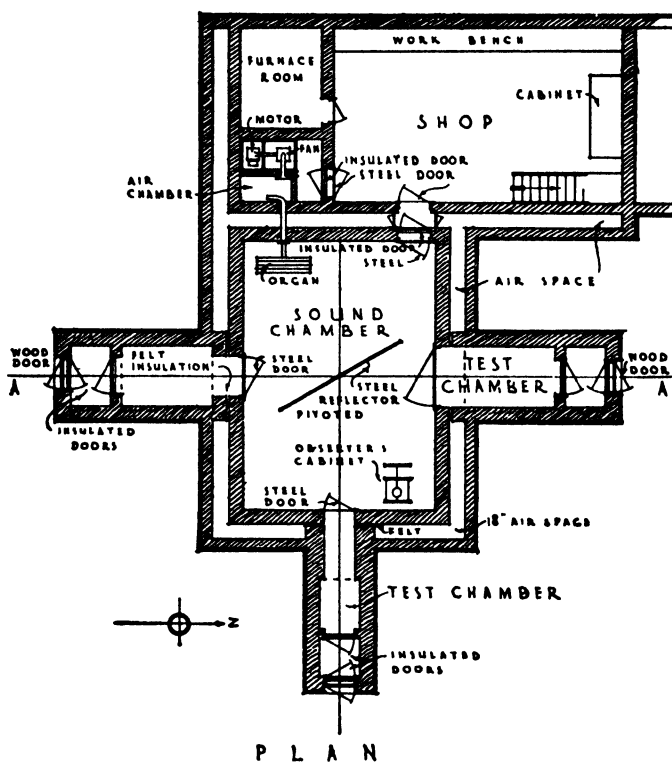 WORK BENCH
FURNACE
ROOM
CABINET
SHOP
MOTOR
FAN
INSULATED DOOR
STEEL DOOR
AIR
CHAMBER
INSULATED DOOR
STEEL
ORGAN
AIR SPACE
SOUND
CHAMBER
WOOD
DOOR
FELT
INSULATION
STEEL
DOOR
TEST
CHAMBER
WOOD
DOOR
A
A
STEEL
REFLECTOR
PIVOTED
INSULATED
DOORS
OBSERVERS
CABINET
STEEL
DOOR
FELT
18" AIR SPACE
TEST CHAMBER
N
INSULATED
DOORS
PLAN